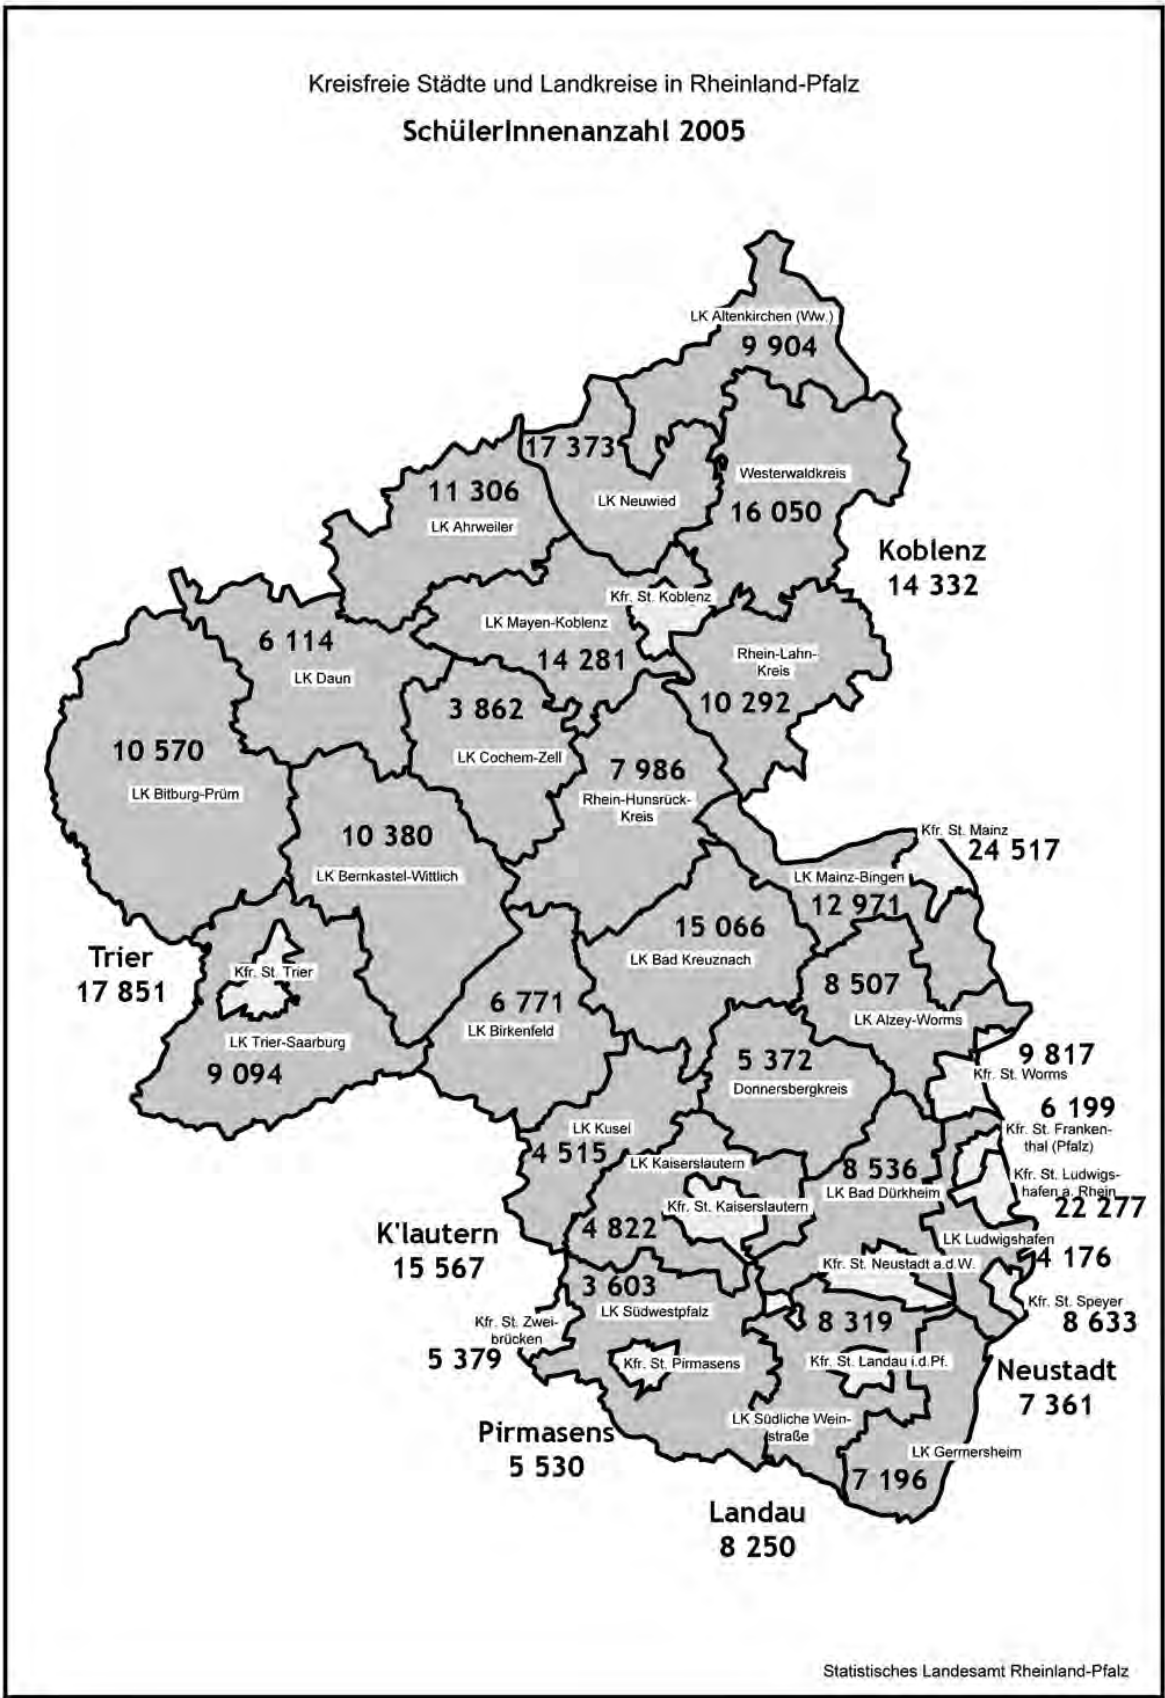 Kreisfreie Städte und Landkreise in Rheinland-Pfalz
SchülerInnenanzahl 2005
LK Altenkirchen (Ww.)
9 904
17 373
LK Neuwied
Westerwaldkreis
16 050
11 306
LK Ahrweiler
Koblenz
14 332
Kfr. St. Koblenz
LK Mayen-Koblenz
14 281
6 114
LK Daun
Rhein-Lahn-
Kreis
10 292
3 862
LK Cochem-Zell
10 570
LK Bitburg-Prüm
7 986
Rhein-Hunsrück-
Kreis
10 380
LK Bernkastel-Wittlich
Kfr. St. Mainz
24 517
LK Mainz-Bingen
12 971
15 066
LK Bad Kreuznach
Trier
17 851
Kfr. St. Trier
8 507
LK Alzey-Worms
6 771
LK Birkenfeld
LK Trier-Saarburg
9 094
5 372
Donnersbergkreis
9 817
Kfr. St. Worms
6 199
Kfr. St. Franken-
thal (Pfalz)
LK Kusel
4 515
LK Kaiserslautern
8 536
LK Bad Dürkheim
Kfr. St. Ludwigs-
hafen a. Rhein
22 277
Kfr. St. Kaiserslautern
4 822
K'lautern
15 567
LK Ludwigshafen
4 176
Kfr. St. Neustadt a.d.W.
3 603
LK Südwestpfalz
Kfr. St. Speyer
8 633
Kfr. St. Zwei-
brücken
5 379
8 319
Kfr. St. Pirmasens
Kfr. St. Landau i.d.Pf.
Neustadt
7 361
Pirmasens
5 530
LK Südliche Wein-
straße
LK Germersheim
7 196
Landau
8 250
Statistisches Landesamt Rheinland-Pfalz